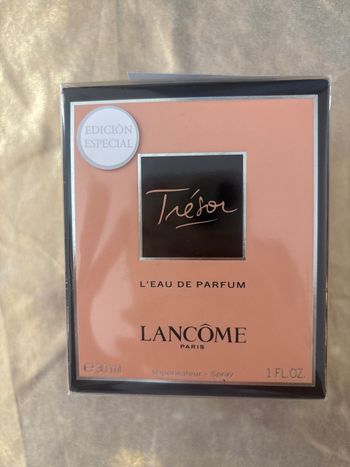 EDICIÓN
ESPECIAL
Trésor
L'EAU DE PARFUM
LANCÔME
PARIS
℮ 30 ml
Vaporisateur - Spray
1 FL.OZ.